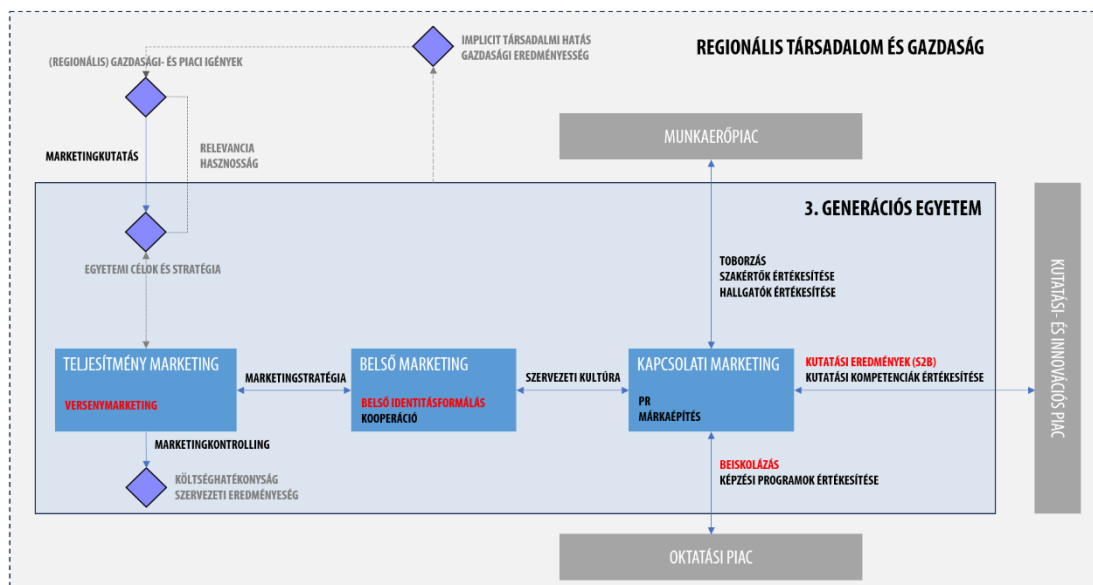 IMPLICIT TÁRSADALMI HATÁS
GAZDASÁGI EREDMÉNYESSÉG
REGIONÁLIS TÁRSADALOM ÉS GAZDASÁG
(REGIONÁLIS) GAZDASÁGI- ÉS PIACI IGÉNYEK
MUNKAERŐPIAC
MARKETINGKUTATÁS
RELEVANCIA
HASZNOSSÁG
3. GENERÁCIÓS EGYETEM
EGYETEMI CÉLOK ÉS STRATÉGIA
TOBORZÁS
SZAKÉRTŐK ÉRTÉKESÍTÉSE
HALLGATÓK ÉRTÉKESÍTÉSE
KUTATÁSI- ÉS INNOVÁCIÓS PIAC
TELJESÍTMÉNY MARKETING
VERSENYMARKETING
MARKETINGSTRATÉGIA
BELSŐ MARKETING
BELSŐ IDENTITÁSFORMÁLÁS
KOOPERÁCIÓ
SZERVEZETI KULTÚRA
KAPCSOLATI MARKETING
PR
MÁRKAÉPÍTÉS
KUTATÁSI EREDMÉNYEK (S2B)
KUTATÁSI KOMPETENCIÁK ÉRTÉKESÍTÉSE
MARKETINGKONTROLLING
KÖLTSÉGHATÉKONYSÁG
SZERVEZETI EREDMÉNYESÉG
BEISKOLÁZÁS
KÉPZÉSI PROGRAMOK ÉRTÉKESÍTÉSE
OKTATÁSI PIAC